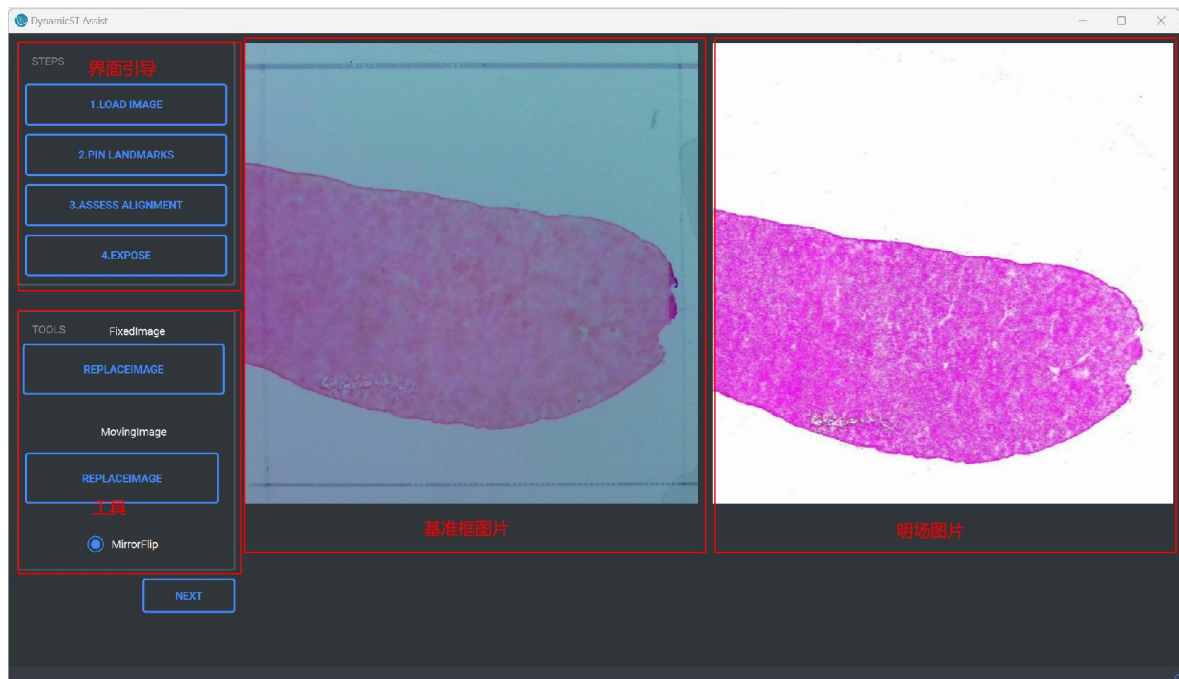 DynamicST Assist
STEPS
界面引导
1.LOAD IMAGE
2.PIN LANDMARKS
3.ASSESS ALIGNMENT
4.EXPOSE
TOOLS
FixedImage
REPLACEIMAGE
MovingImage
REPLACEIMAGE
工具
MirrorFlip
NEXT
基准框图片
明场图片